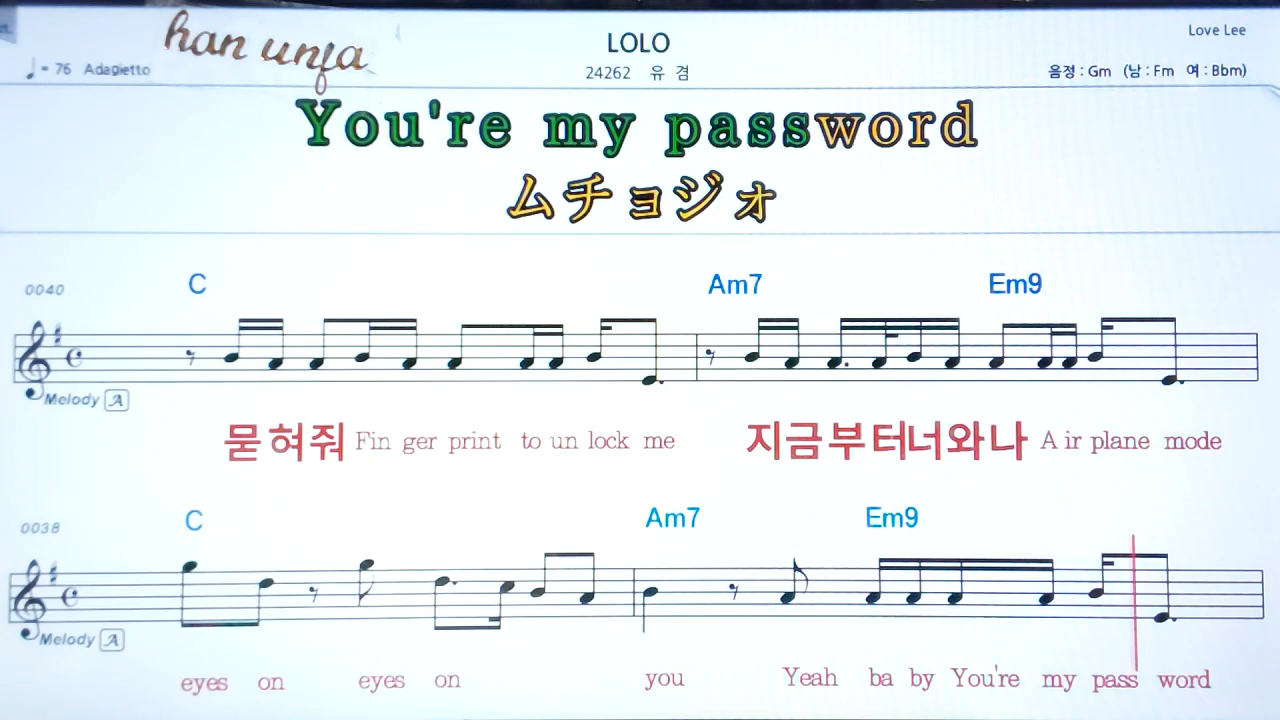 han unja
LOLO
Love Lee
= 76 Adagietto
24262 유 겸
음정 : Gm (남 : Fm 여 : Bbm)
You're my password
ムチョジォ
0040 C Am7 Em9
Melody A
묻혀줘 Fin ger print to un lock me 지금부터너와나 A ir plane mode
0038 C Am7 Em9
Melody A
eyes on eyes on you Yeah ba by You're my pass word